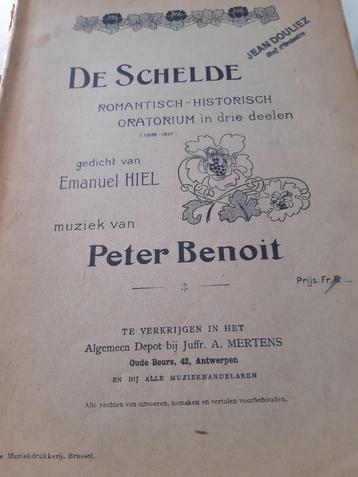 JEAN DOULIEZ
Chef d'Orchestre
DE SCHELDE
ROMANTISCH-HISTORISCH
ORATORIUM in drie deelen
gedicht van
Emanuel HIEL
muziek van
Peter Benoit
Prijs: Fr.
TE VERKRIJGEN IN HET
Algemeen Depot bij Juffr. A. MERTENS
Oude Beurs, 42, Antwerpen
EN BIJ ALLE MUZIEKHANDELAREN
Alle rechten van uitvoeren, namaken en vertalen voorbehouden.
Muziekdrukkerij, Brussel.